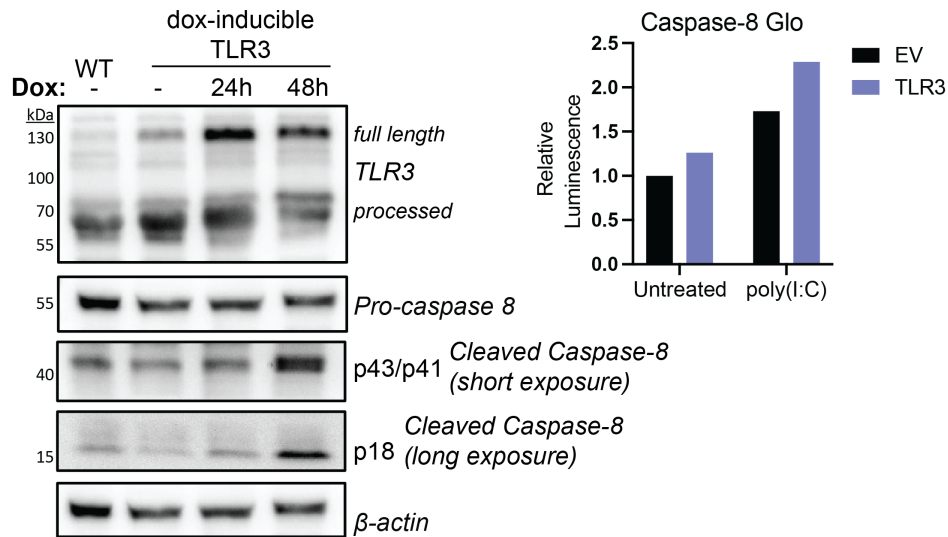 dox-inducible
TLR3
WT
Dox: - - 24h 48h
kDa
130
100
70
55
full length
TLR3
processed
55
Pro-caspase 8
40
p43/p41 Cleaved Caspase-8
(short exposure)
15
p18 Cleaved Caspase-8
(long exposure)
β-actin
Caspase-8 Glo
Relative
Luminescence
2.5
2.0
1.5
1.0
0.5
0.0
Untreated poly(I:C)
EV
TLR3